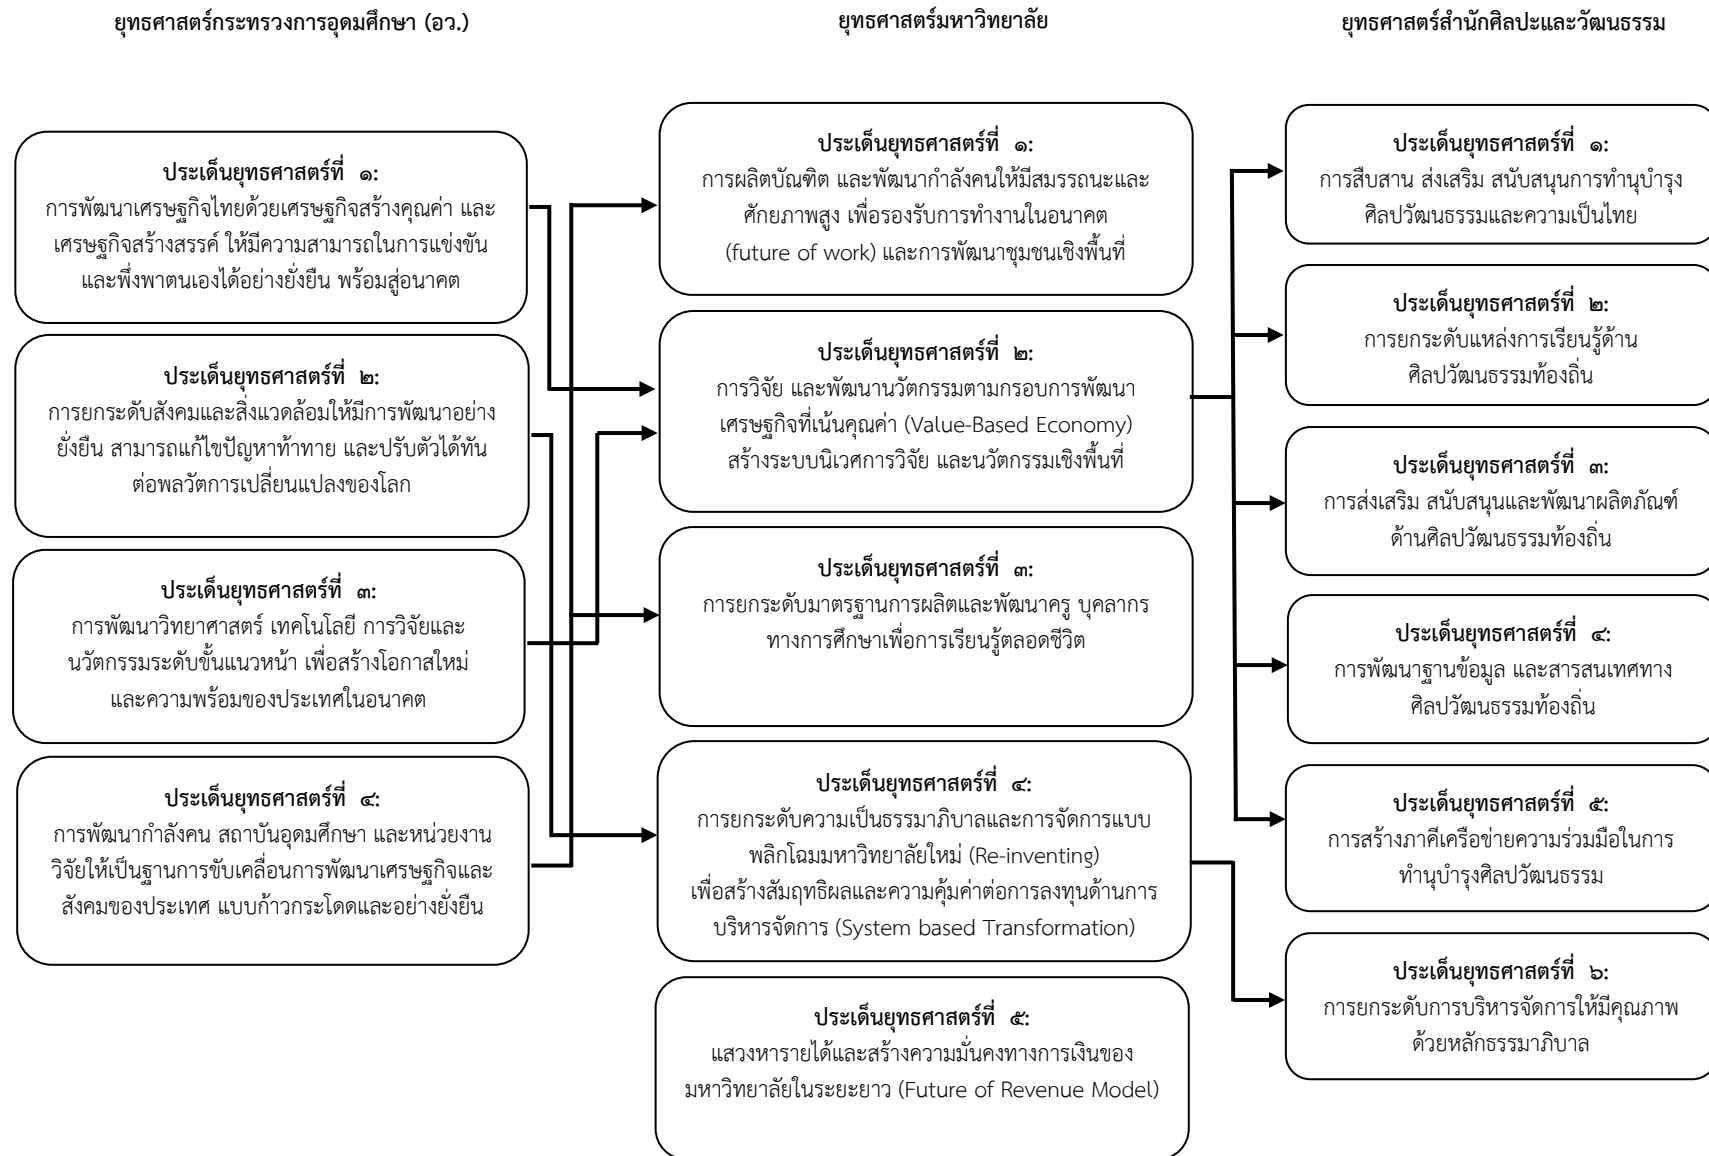 ยุทธศาสตร์กระทรวงการอุดมศึกษา (อว.)
ประเด็นยุทธศาสตร์ที่ ๑:
การพัฒนาเศรษฐกิจไทยด้วยเศรษฐกิจสร้างคุณค่า และ
เศรษฐกิจสร้างสรรค์ ให้มีความสามารถในการแข่งขัน
และพึ่งพาตนเองได้อย่างยั่งยืน พร้อมสู่อนาคต
ประเด็นยุทธศาสตร์ที่ ๒:
การยกระดับสังคมและสิ่งแวดล้อมให้มีการพัฒนาอย่าง
ยั่งยืน สามารถแก้ไขปัญหาท้าทาย และปรับตัวได้ทัน
ต่อพลวัตการเปลี่ยนแปลงของโลก
ประเด็นยุทธศาสตร์ที่ ๓:
การพัฒนาวิทยาศาสตร์ เทคโนโลยี การวิจัยและ
นวัตกรรมระดับขั้นแนวหน้า เพื่อสร้างโอกาสใหม่
และความพร้อมของประเทศในอนาคต
ประเด็นยุทธศาสตร์ที่ ๔:
การพัฒนากำลังคน สถาบันอุดมศึกษา และหน่วยงาน
วิจัยให้เป็นฐานการขับเคลื่อนการพัฒนาเศรษฐกิจและ
สังคมของประเทศ แบบก้าวกระโดดและอย่างยั่งยืน
ยุทธศาสตร์มหาวิทยาลัย
ประเด็นยุทธศาสตร์ที่ ๑:
การผลิตบัณฑิต และพัฒนากำลังคนให้มีสมรรถนะและ
ศักยภาพสูง เพื่อรองรับการทำงานในอนาคต
(future of work) และการพัฒนาชุมชนเชิงพื้นที่
ประเด็นยุทธศาสตร์ที่ ๒:
การวิจัย และพัฒนานวัตกรรมตามกรอบการพัฒนา
เศรษฐกิจที่เน้นคุณค่า (Value-Based Economy)
สร้างระบบนิเวศการวิจัย และนวัตกรรมเชิงพื้นที่
ประเด็นยุทธศาสตร์ที่ ๓:
การยกระดับมาตรฐานการผลิตและพัฒนาครู บุคลากร
ทางการศึกษาเพื่อการเรียนรู้ตลอดชีวิต
ประเด็นยุทธศาสตร์ที่ ๔:
การยกระดับความเป็นธรรมาภิบาลและการจัดการแบบ
พลิกโฉมมหาวิทยาลัยใหม่ (Re-inventing)
เพื่อสร้างสัมฤทธิผลและความคุ้มค่าต่อการลงทุนด้านการ
บริหารจัดการ (System based Transformation)
ประเด็นยุทธศาสตร์ที่ ๕:
แสวงหารายได้และสร้างความมั่นคงทางการเงินของ
มหาวิทยาลัยในระยะยาว (Future of Revenue Model)
ยุทธศาสตร์สำนักศิลปะและวัฒนธรรม
ประเด็นยุทธศาสตร์ที่ ๑:
การสืบสาน ส่งเสริม สนับสนุนการทำนุบำรุง
ศิลปวัฒนธรรมและความเป็นไทย
ประเด็นยุทธศาสตร์ที่ ๒:
การยกระดับแหล่งการเรียนรู้ด้าน
ศิลปวัฒนธรรมท้องถิ่น
ประเด็นยุทธศาสตร์ที่ ๓:
การส่งเสริม สนับสนุนและพัฒนาผลิตภัณฑ์
ด้านศิลปวัฒนธรรมท้องถิ่น
ประเด็นยุทธศาสตร์ที่ ๔:
การพัฒนาฐานข้อมูล และสารสนเทศทาง
ศิลปวัฒนธรรมท้องถิ่น
ประเด็นยุทธศาสตร์ที่ ๕:
การสร้างภาคีเครือข่ายความร่วมมือในการ
ทำนุบำรุงศิลปวัฒนธรรม
ประเด็นยุทธศาสตร์ที่ ๖:
การยกระดับการบริหารจัดการให้มีคุณภาพ
ด้วยหลักธรรมาภิบาล